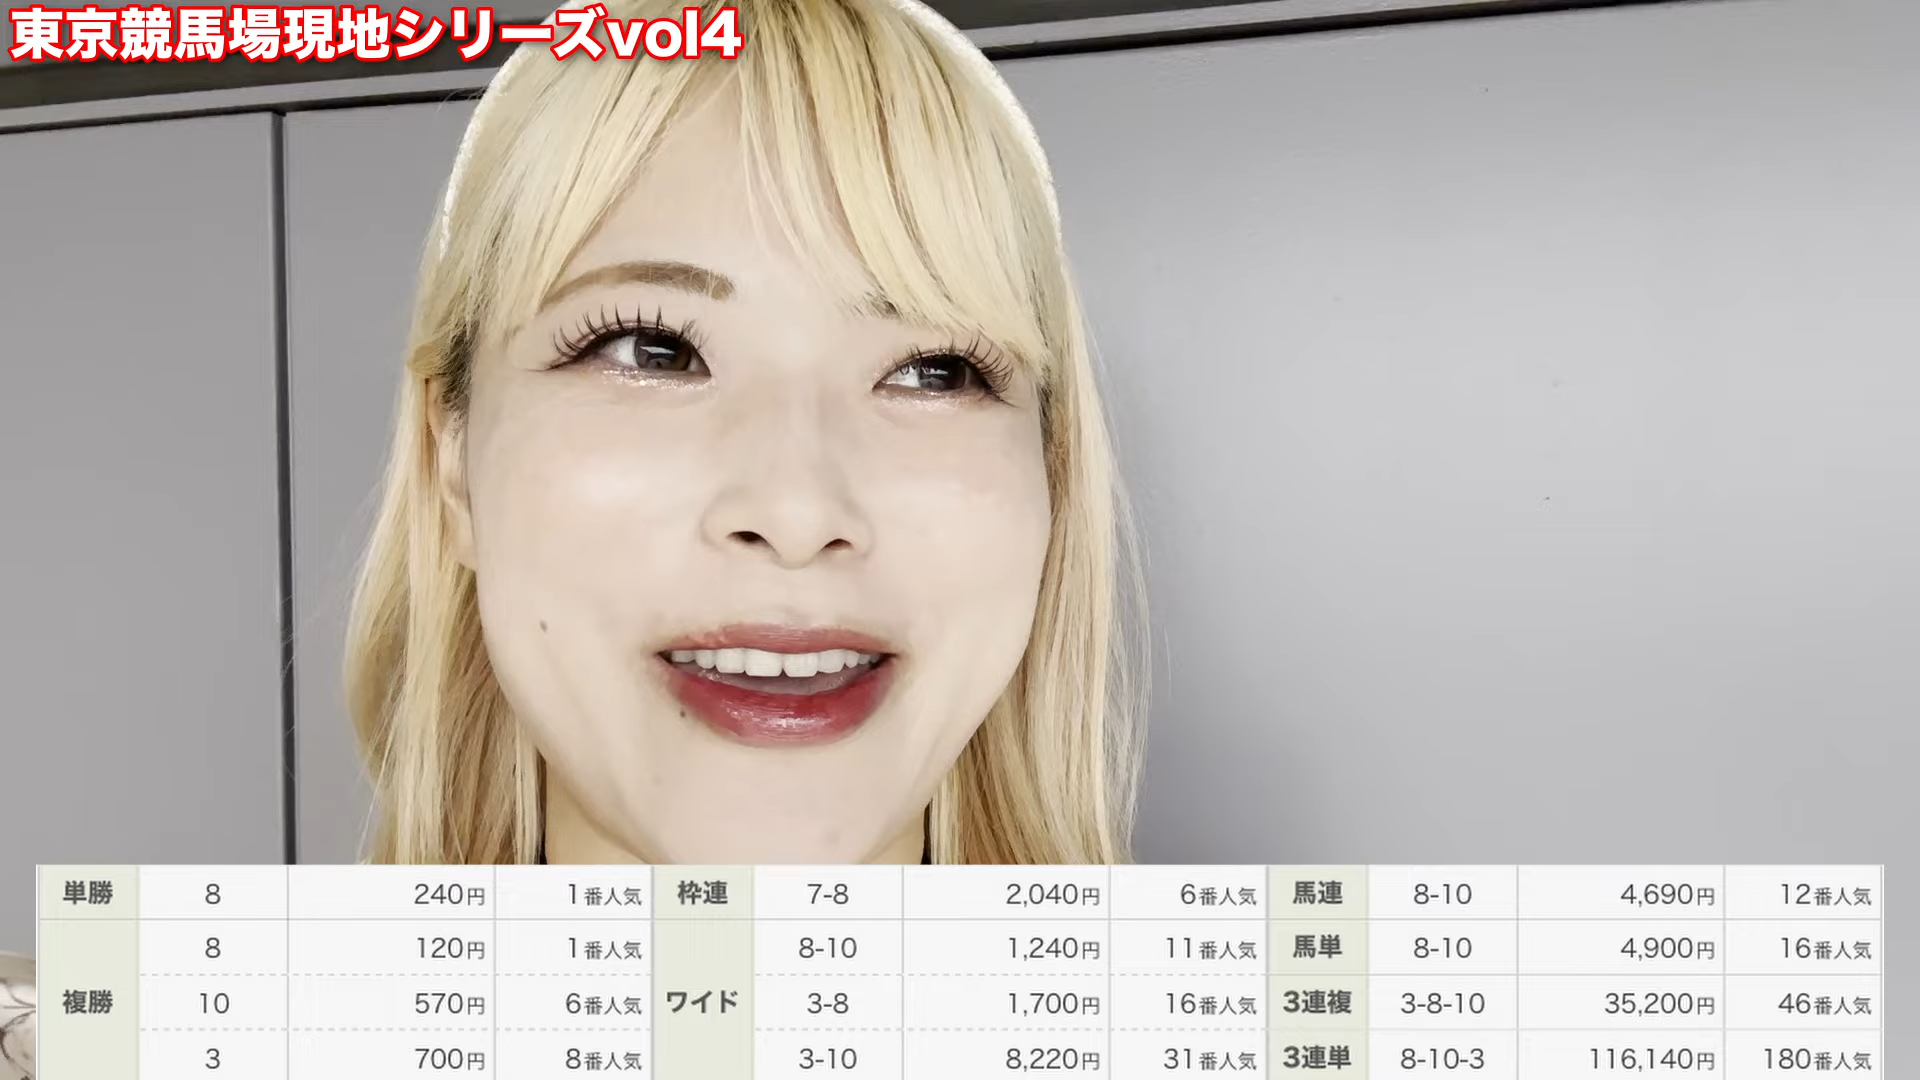 東京競馬場現地シリーズvol4
単勝 8 240円 1番人気 枠連 7-8 2,040円 6番人気 馬連 8-10 4,690円 12番人気
複勝 8 120円 1番人気 ワイド 8-10 1,240円 11番人気 馬単 8-10 4,900円 16番人気
10 570円 6番人気 3-8 1,700円 16番人気 3連複 3-8-10 35,200円 46番人気
3 700円 8番人気 3-10 8,220円 31番人気 3連単 8-10-3 116,140円 180番人気